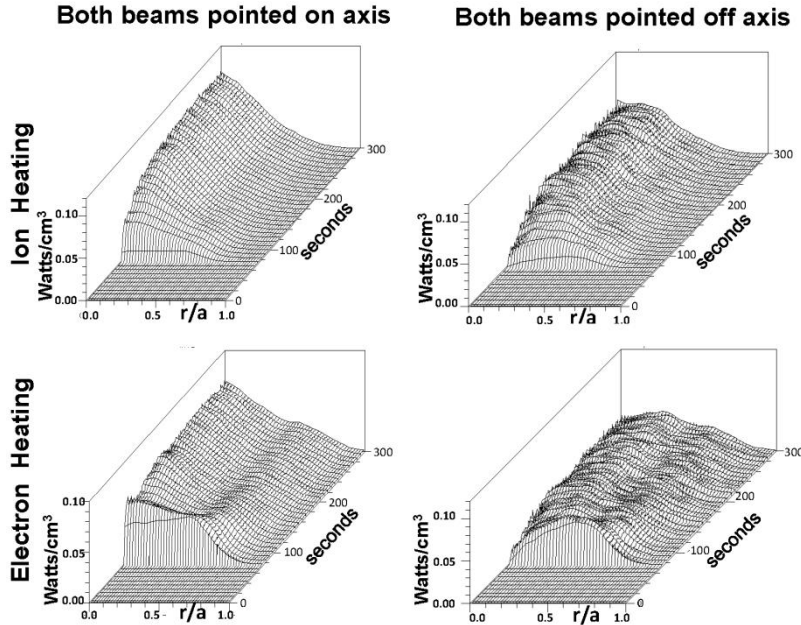 Both beams pointed on axis
Both beams pointed off axis
Ion Heating
Watts/cm³
0.10
0.05
0.00
0.0
0.5
r/a
1.0
0
100
200
300
seconds
Watts/cm³
0.10
0.05
0.00
0.0
0.5
r/a
1.0
0
100
200
300
seconds
Electron Heating
Watts/cm³
0.10
0.05
0.00
0.0
0.5
r/a
1.0
0
100
200
300
seconds
Watts/cm³
0.10
0.05
0.00
0.0
0.5
r/a
1.0
0
100
200
300
seconds